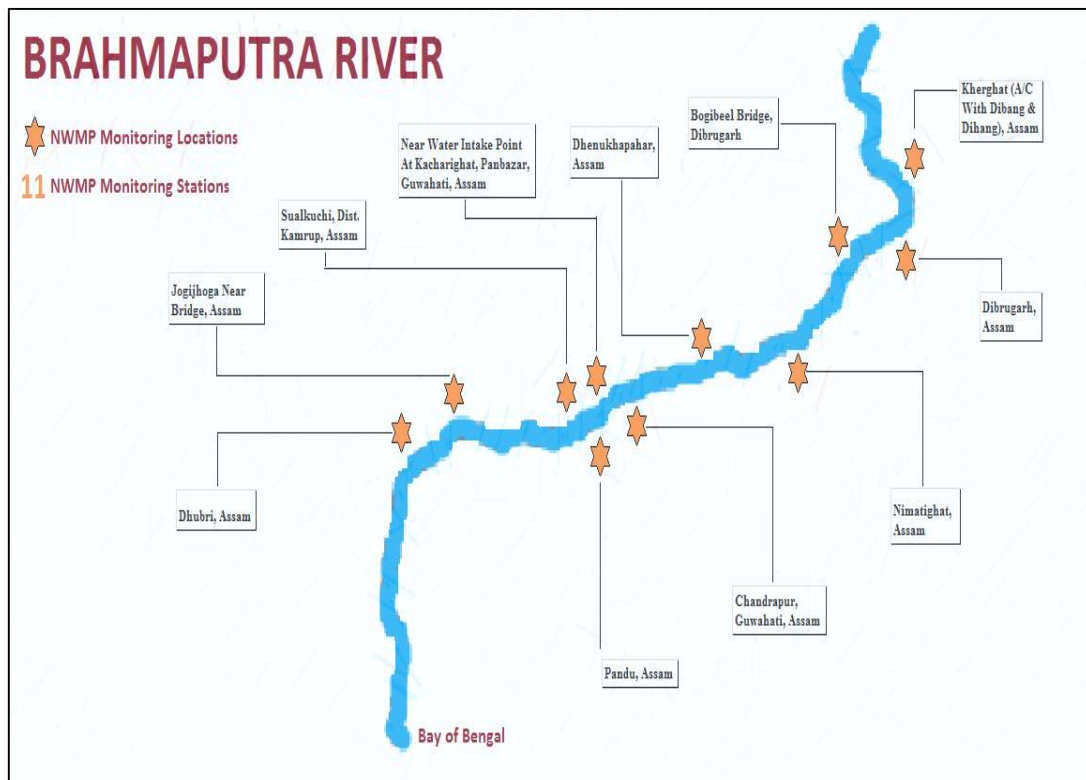 BRAHMAPUTRA RIVER
NWMP Monitoring Locations
11 NWMP Monitoring Stations
Kherghat (A/C
With Dibang &
Dihang), Assam
Bogibeel Bridge,
Dibrugarh
Dhenukhapahar,
Assam
Near Water Intake Point
At Kacharighat, Panbazar,
Guwahati, Assam
Sualkuchi, Dist.
Kamrup, Assam
Jogijhoga Near
Bridge, Assam
Dibrugarh,
Assam
Dhubri, Assam
Nimatighat,
Assam
Chandrapur,
Guwahati, Assam
Pandu, Assam
Bay of Bengal